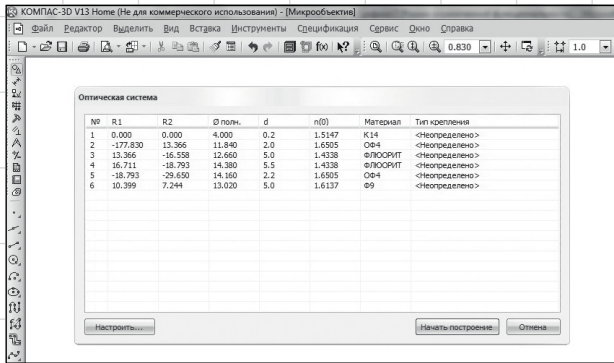 КОМПАС-3D V13 Home (Не для коммерческого использования) - [Микрообъектив]
Файл Редактор Выделить Вид Вставка Инструменты Спецификация Сервис Окно Справка
f(x) 0.830 1.0
Оптическая система
№ R1 R2 Ø полн. d n(0) Материал Тип крепления
1 0.000 0.000 4.000 0.2 1.5147 К14 <Неопределено>
2 -177.830 13.366 11.840 2.0 1.6505 ОФ4 <Неопределено>
3 13.366 -16.558 12.660 5.0 1.4338 ФЛЮОРИТ <Неопределено>
4 16.711 -18.793 14.380 5.5 1.4338 ФЛЮОРИТ <Неопределено>
5 -18.793 -29.650 14.160 2.2 1.6505 ОФ4 <Неопределено>
6 10.399 7.244 13.020 5.0 1.6137 Ф9 <Неопределено>
Настроить... Начать построение Отмена